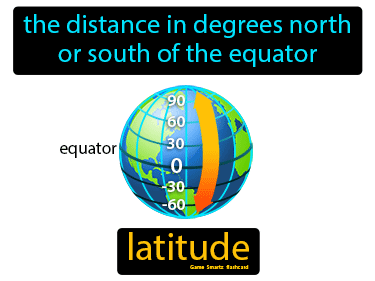 the distance in degrees north
or south of the equator
90
60
30
equator
0
-30
-60
latitude
Game Smartz flashcard